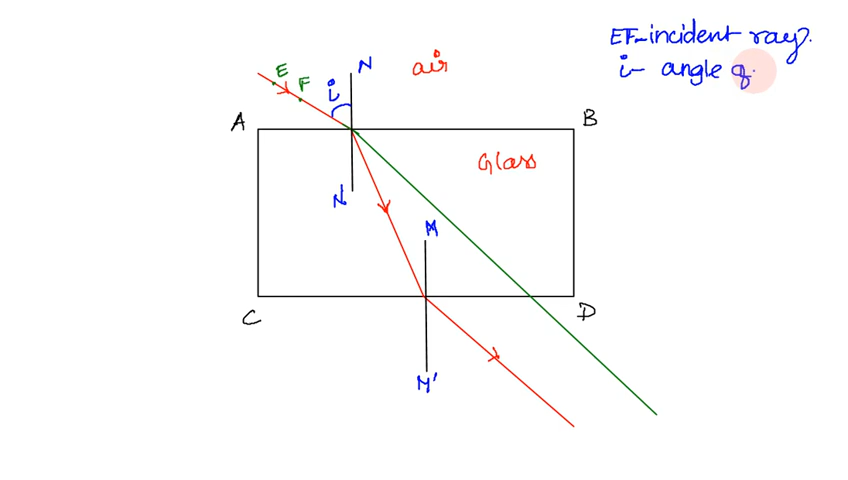 EF-incident ray.
i- angle of
E
F
i
N
air
A
B
Glass
N'
M
C
D
M'